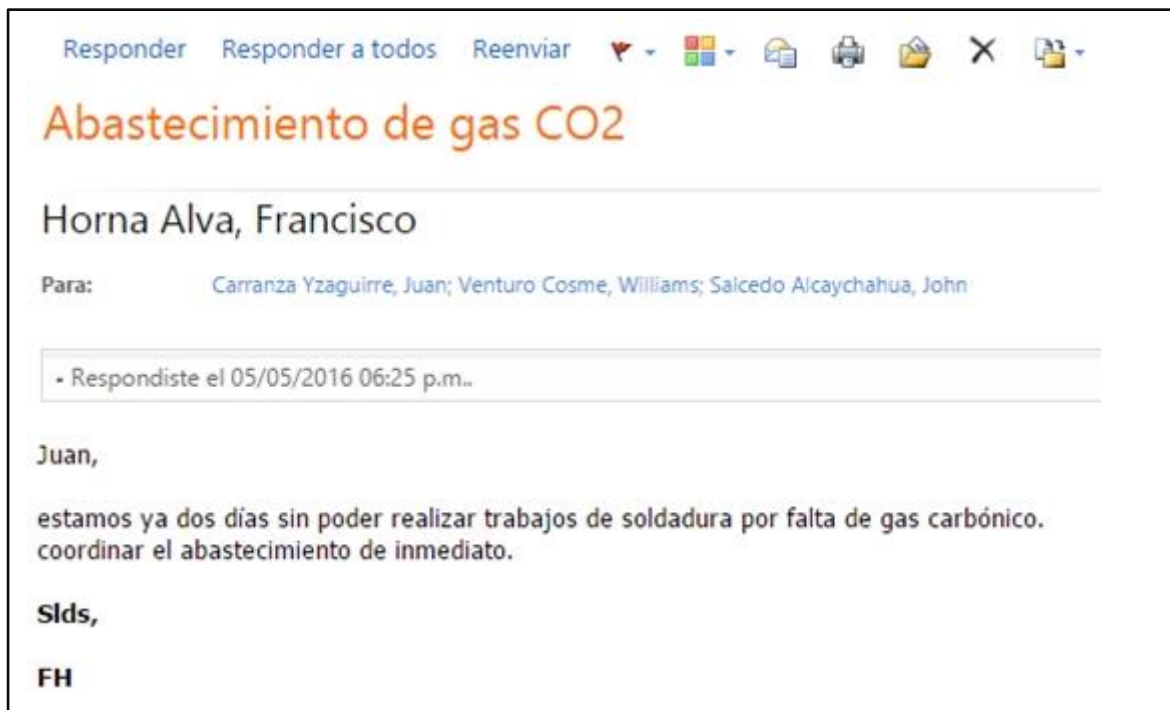 Responder Responder a todos Reenviar
Abastecimiento de gas CO2
Horna Alva, Francisco
Para: Carranza Yzaguirre, Juan; Venturo Cosme, Williams; Salcedo Alcaychahua, John
- Respondiste el 05/05/2016 06:25 p.m..
Juan,
estamos ya dos días sin poder realizar trabajos de soldadura por falta de gas carbónico.
coordinar el abastecimiento de inmediato.
Slds,
FH